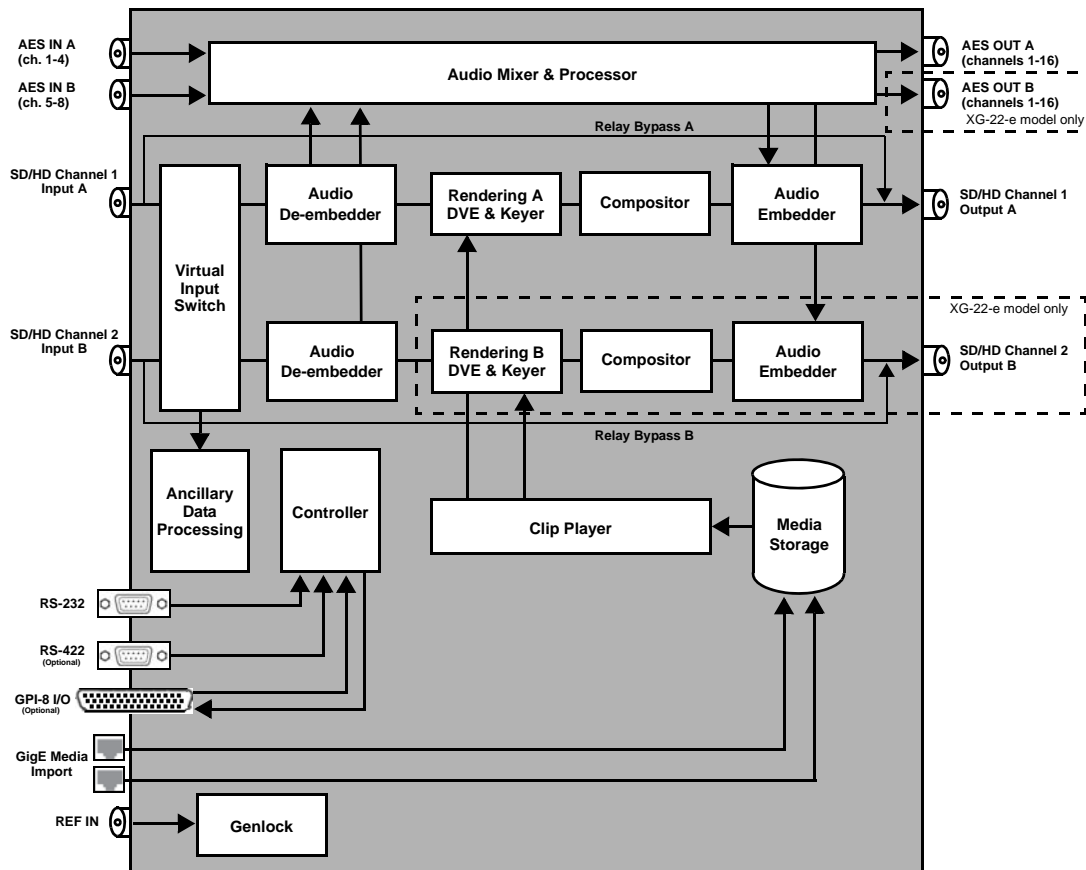 AES IN A
(ch. 1-4)
AES IN B
(ch. 5-8)
Audio Mixer & Processor
AES OUT A
(channels 1-16)
AES OUT B
(channels 1-16)
XG-22-e model only
Relay Bypass A
SD/HD Channel 1
Input A
Virtual
Input
Switch
Audio
De-embedder
Rendering A
DVE & Keyer
Compositor
Audio
Embedder
SD/HD Channel 1
Output A
XG-22-e model only
SD/HD Channel 2
Input B
Audio
De-embedder
Rendering B
DVE & Keyer
Compositor
Audio
Embedder
SD/HD Channel 2
Output B
Relay Bypass B
Ancillary
Data
Processing
Controller
Clip Player
Media
Storage
RS-232
RS-422
(Optional)
GPI-8 I/O
(Optional)
GigE Media
Import
REF IN
Genlock